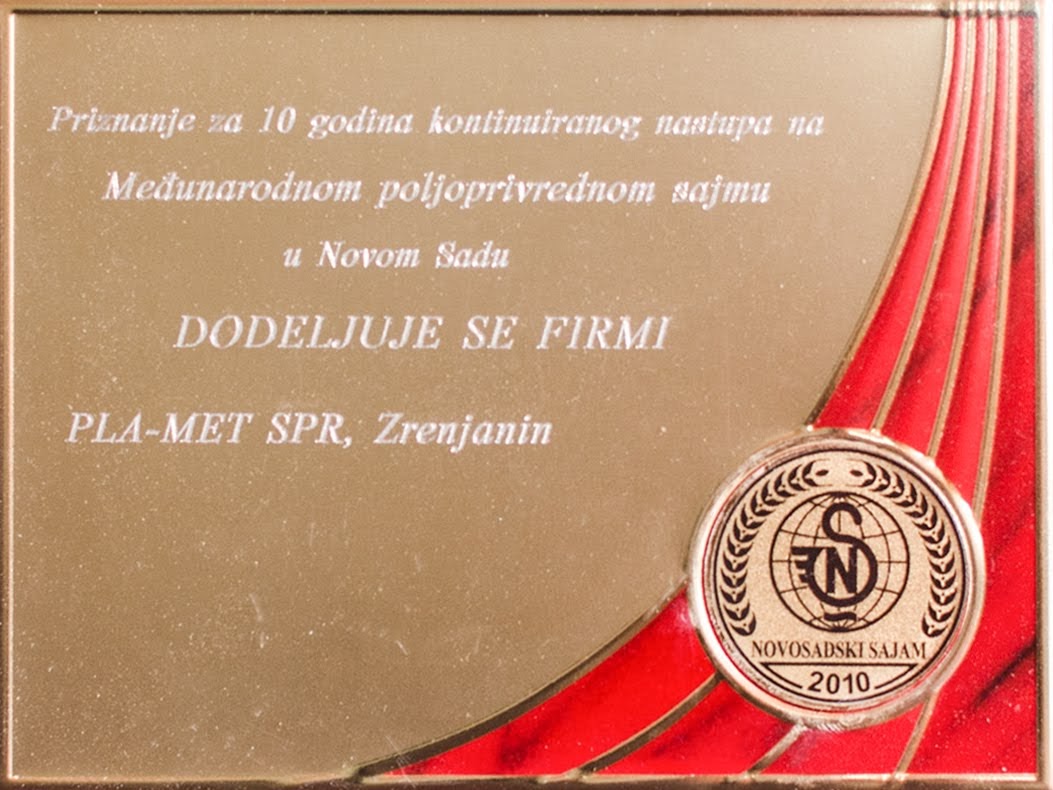 Priznanje za 10 godina kontinuiranog nastupa na
Međunarodnom poljoprivrednom sajmu
u Novom Sadu
DODELJUJE SE FIRMI
PLA-MET SPR, Zrenjanin
NS
NOVOSADSKI SAJAM
2010